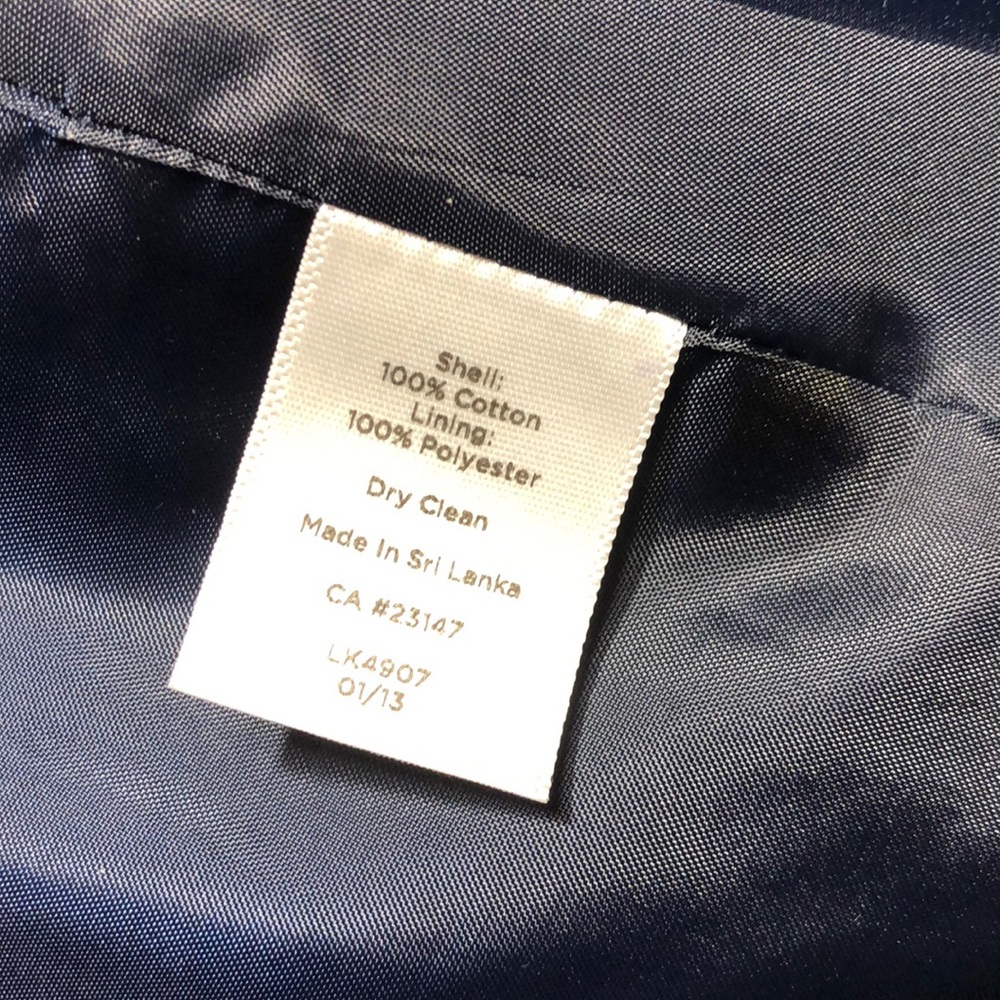 Shell:
100% Cotton
Lining:
100% Polyester
Dry Clean
Made In Sri Lanka
CA #23147
LK4907
01/13